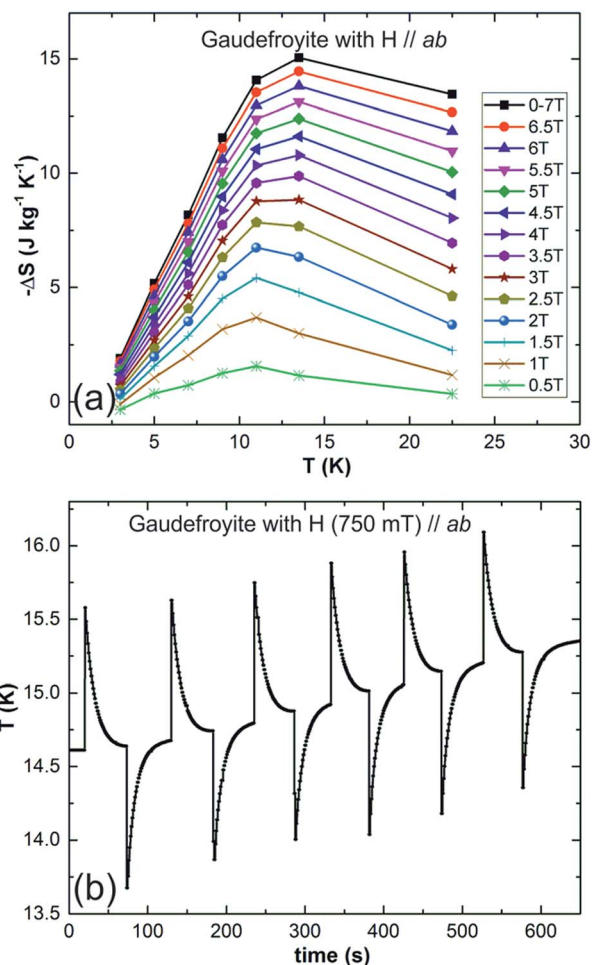 Gaudefroyite with H // ab
15
10
5
0
-ΔS (J kg⁻¹ K⁻¹)
0-7T
6.5T
6T
5.5T
5T
4.5T
4T
3.5T
3T
2.5T
2T
1.5T
1T
0.5T
(a)
0 5 10 15 20 25 30
T (K)
Gaudefroyite with H (750 mT) // ab
16.0
15.5
15.0
14.5
14.0
13.5
T (K)
(b)
0 100 200 300 400 500 600
time (s)